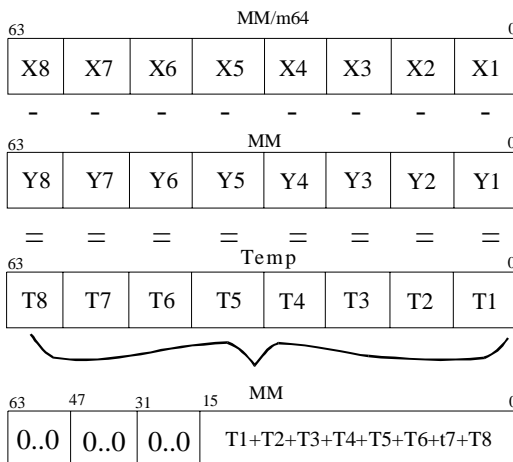 MM/m64
63 0
X8 X7 X6 X5 X4 X3 X2 X1
- - - - - - - -
63 MM 0
Y8 Y7 Y6 Y5 Y4 Y3 Y2 Y1
= = = = = = = =
63 Temp 0
T8 T7 T6 T5 T4 T3 T2 T1
63 47 31 15 MM 0
0..0 0..0 0..0 T1+T2+T3+T4+T5+T6+t7+T8